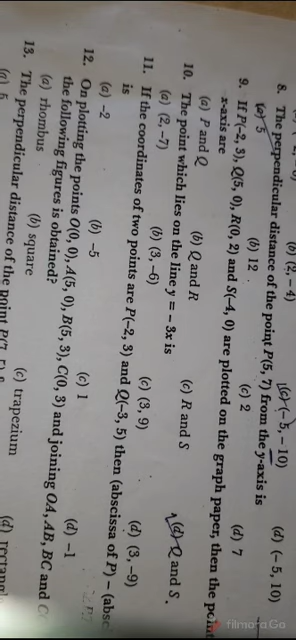 (b) (2, – 4) (c) (– 5, – 10) (d) (– 5, 10)
8. The perpendicular distance of the point P(5, 7) from the y-axis is
(a) 5 (b) 12 (c) 2 (d) 7
9. If P(–2, 3), Q(5, 0), R(0, 2) and S(–4, 0) are plotted on the graph paper, then the
x-axis are
(a) P and Q (b) Q and R (c) R and S (d) Q and S.
10. The point which lies on the line y = – 3x is
(a) (2, –7) (b) (3, –6) (c) (3, 9) (d) (3, –9)
11. If the coordinates of two points are P(–2, 3) and Q(–3, 5) then (abscissa of P) – (absc
is
(a) –2 (b) –5 (c) 1 (d) –1
12. On plotting the points O(0, 0), A(5, 0), B(5, 3), C(0, 3) and joining OA, AB, BC and C
the following figures is obtained?
(a) rhombus (b) square (c) trapezium (d) rectangl
13. The perpendicular distance of the point P(7,
(a) 5
filmoraGo